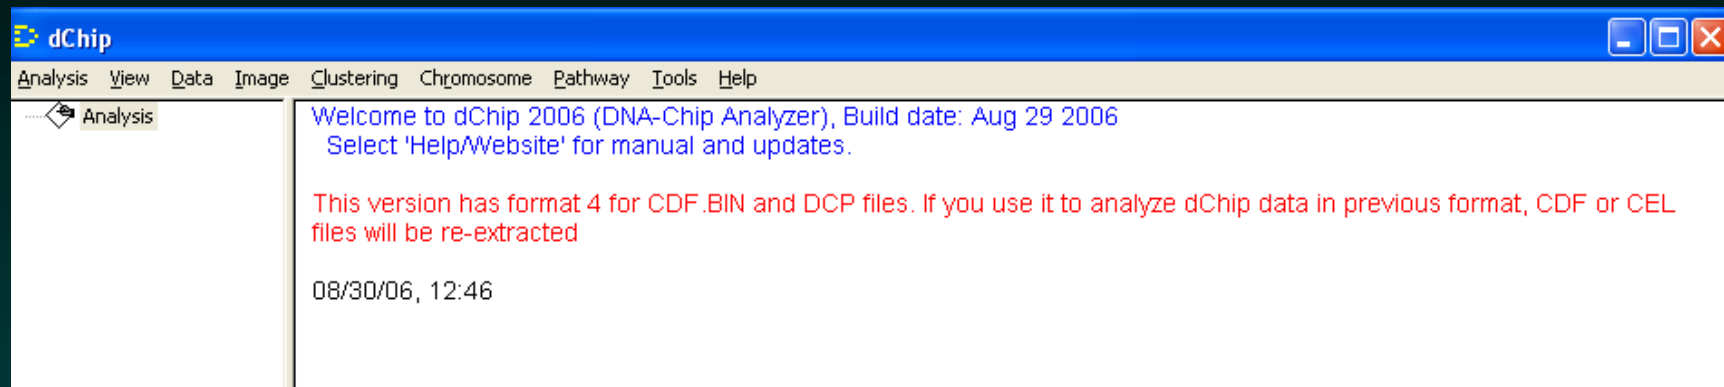 dChip
Analysis View Data Image Clustering Chromosome Pathway Tools Help
Analysis
Welcome to dChip 2006 (DNA-Chip Analyzer), Build date: Aug 29 2006
Select 'Help/Website' for manual and updates.
This version has format 4 for CDF.BIN and DCP files. If you use it to analyze dChip data in previous format, CDF or CEL
files will be re-extracted
08/30/06, 12:46